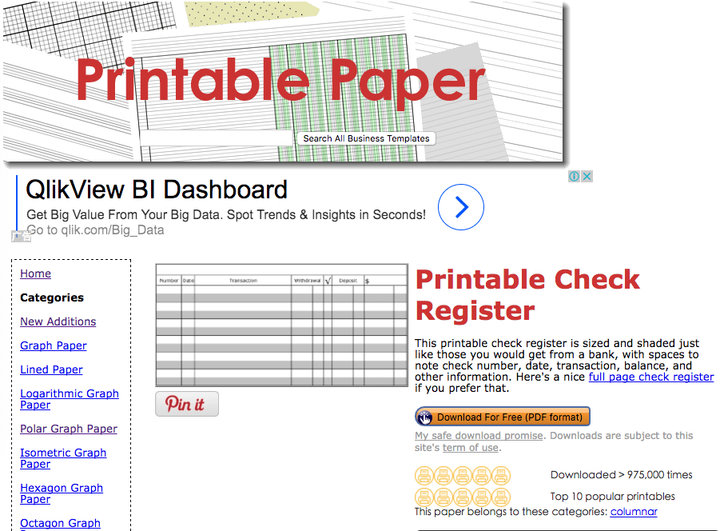 Printable Paper
Search All Business Templates
QlikView BI Dashboard
Get Big Value From Your Big Data. Spot Trends & Insights in Seconds!
Go to qlik.com/Big_Data
Home
Categories
New Additions
Graph Paper
Lined Paper
Logarithmic Graph
Paper
Polar Graph Paper
Isometric Graph
Paper
Hexagon Graph
Paper
Octagon Graph
Number Date Transaction Withdrawal √ Deposit $
Pin it
Printable Check
Register
This printable check register is sized and shaded just
like those you would get from a bank, with spaces to
note check number, date, transaction, balance, and
other information. Here's a nice full page check register
if you prefer that.
Download For Free (PDF format)
My safe download promise. Downloads are subject to this
site's term of use.
Downloaded > 975,000 times
Top 10 popular printables
This paper belongs to these categories: columnar